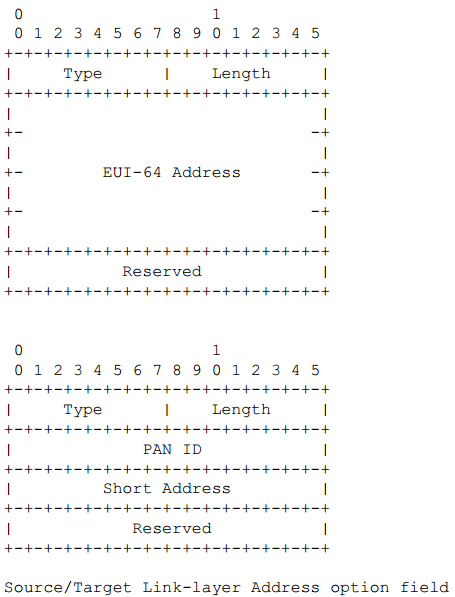 0                   1
 0 1 2 3 4 5 6 7 8 9 0 1 2 3 4 5
+-+-+-+-+-+-+-+-+-+-+-+-+-+-+-+-+
|     Type      |    Length     |
+-+-+-+-+-+-+-+-+-+-+-+-+-+-+-+-+
|                               |
+-                             -+
|                               |
+-        EUI-64 Address       -+
|                               |
+-                             -+
|                               |
+-+-+-+-+-+-+-+-+-+-+-+-+-+-+-+-+
|           Reserved            |
+-+-+-+-+-+-+-+-+-+-+-+-+-+-+-+-+
 0                   1
 0 1 2 3 4 5 6 7 8 9 0 1 2 3 4 5
+-+-+-+-+-+-+-+-+-+-+-+-+-+-+-+-+
|     Type      |    Length     |
+-+-+-+-+-+-+-+-+-+-+-+-+-+-+-+-+
|             PAN ID            |
+-+-+-+-+-+-+-+-+-+-+-+-+-+-+-+-+
|         Short Address         |
+-+-+-+-+-+-+-+-+-+-+-+-+-+-+-+-+
|            Reserved           |
+-+-+-+-+-+-+-+-+-+-+-+-+-+-+-+-+
Source/Target Link-layer Address option field